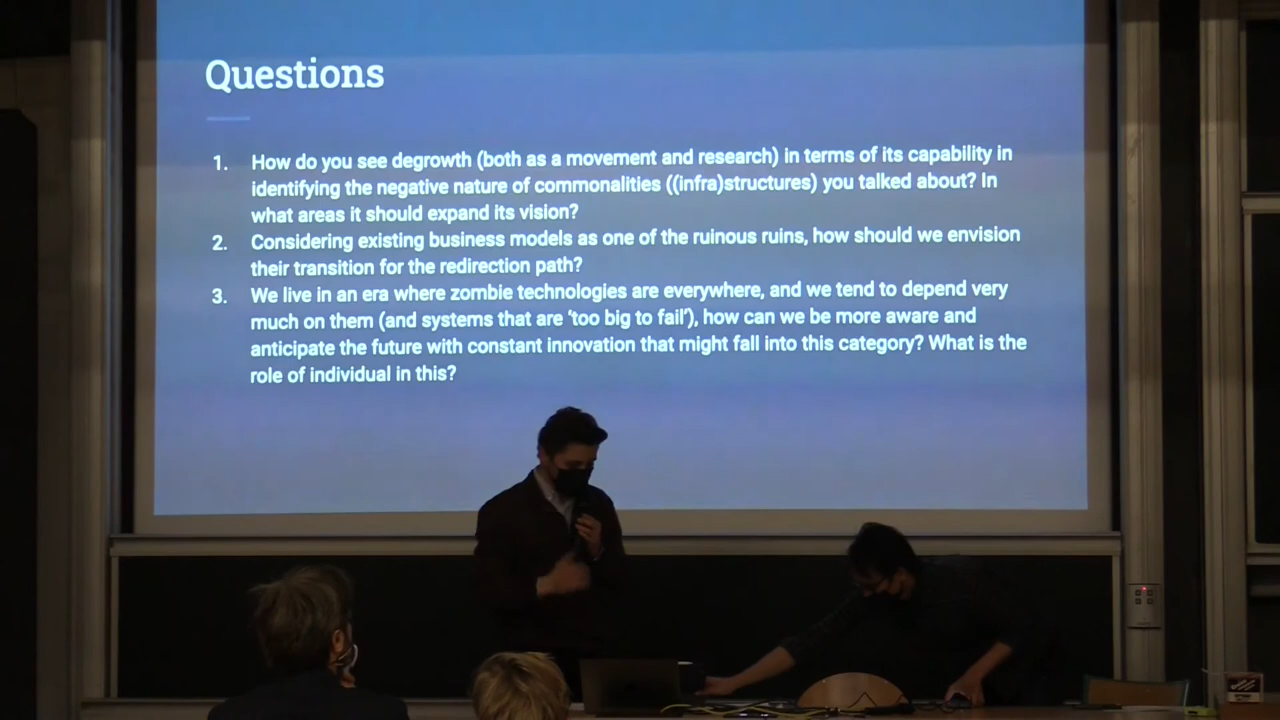 Questions
1. How do you see degrowth (both as a movement and research) in terms of its capability in
identifying the negative nature of commonalities ((infra)structures) you talked about? In
what areas it should expand its vision?
2. Considering existing business models as one of the ruinous ruins, how should we envision
their transition for the redirection path?
3. We live in an era where zombie technologies are everywhere, and we tend to depend very
much on them (and systems that are ‘too big to fail’), how can we be more aware and
anticipate the future with constant innovation that might fall into this category? What is the
role of individual in this?